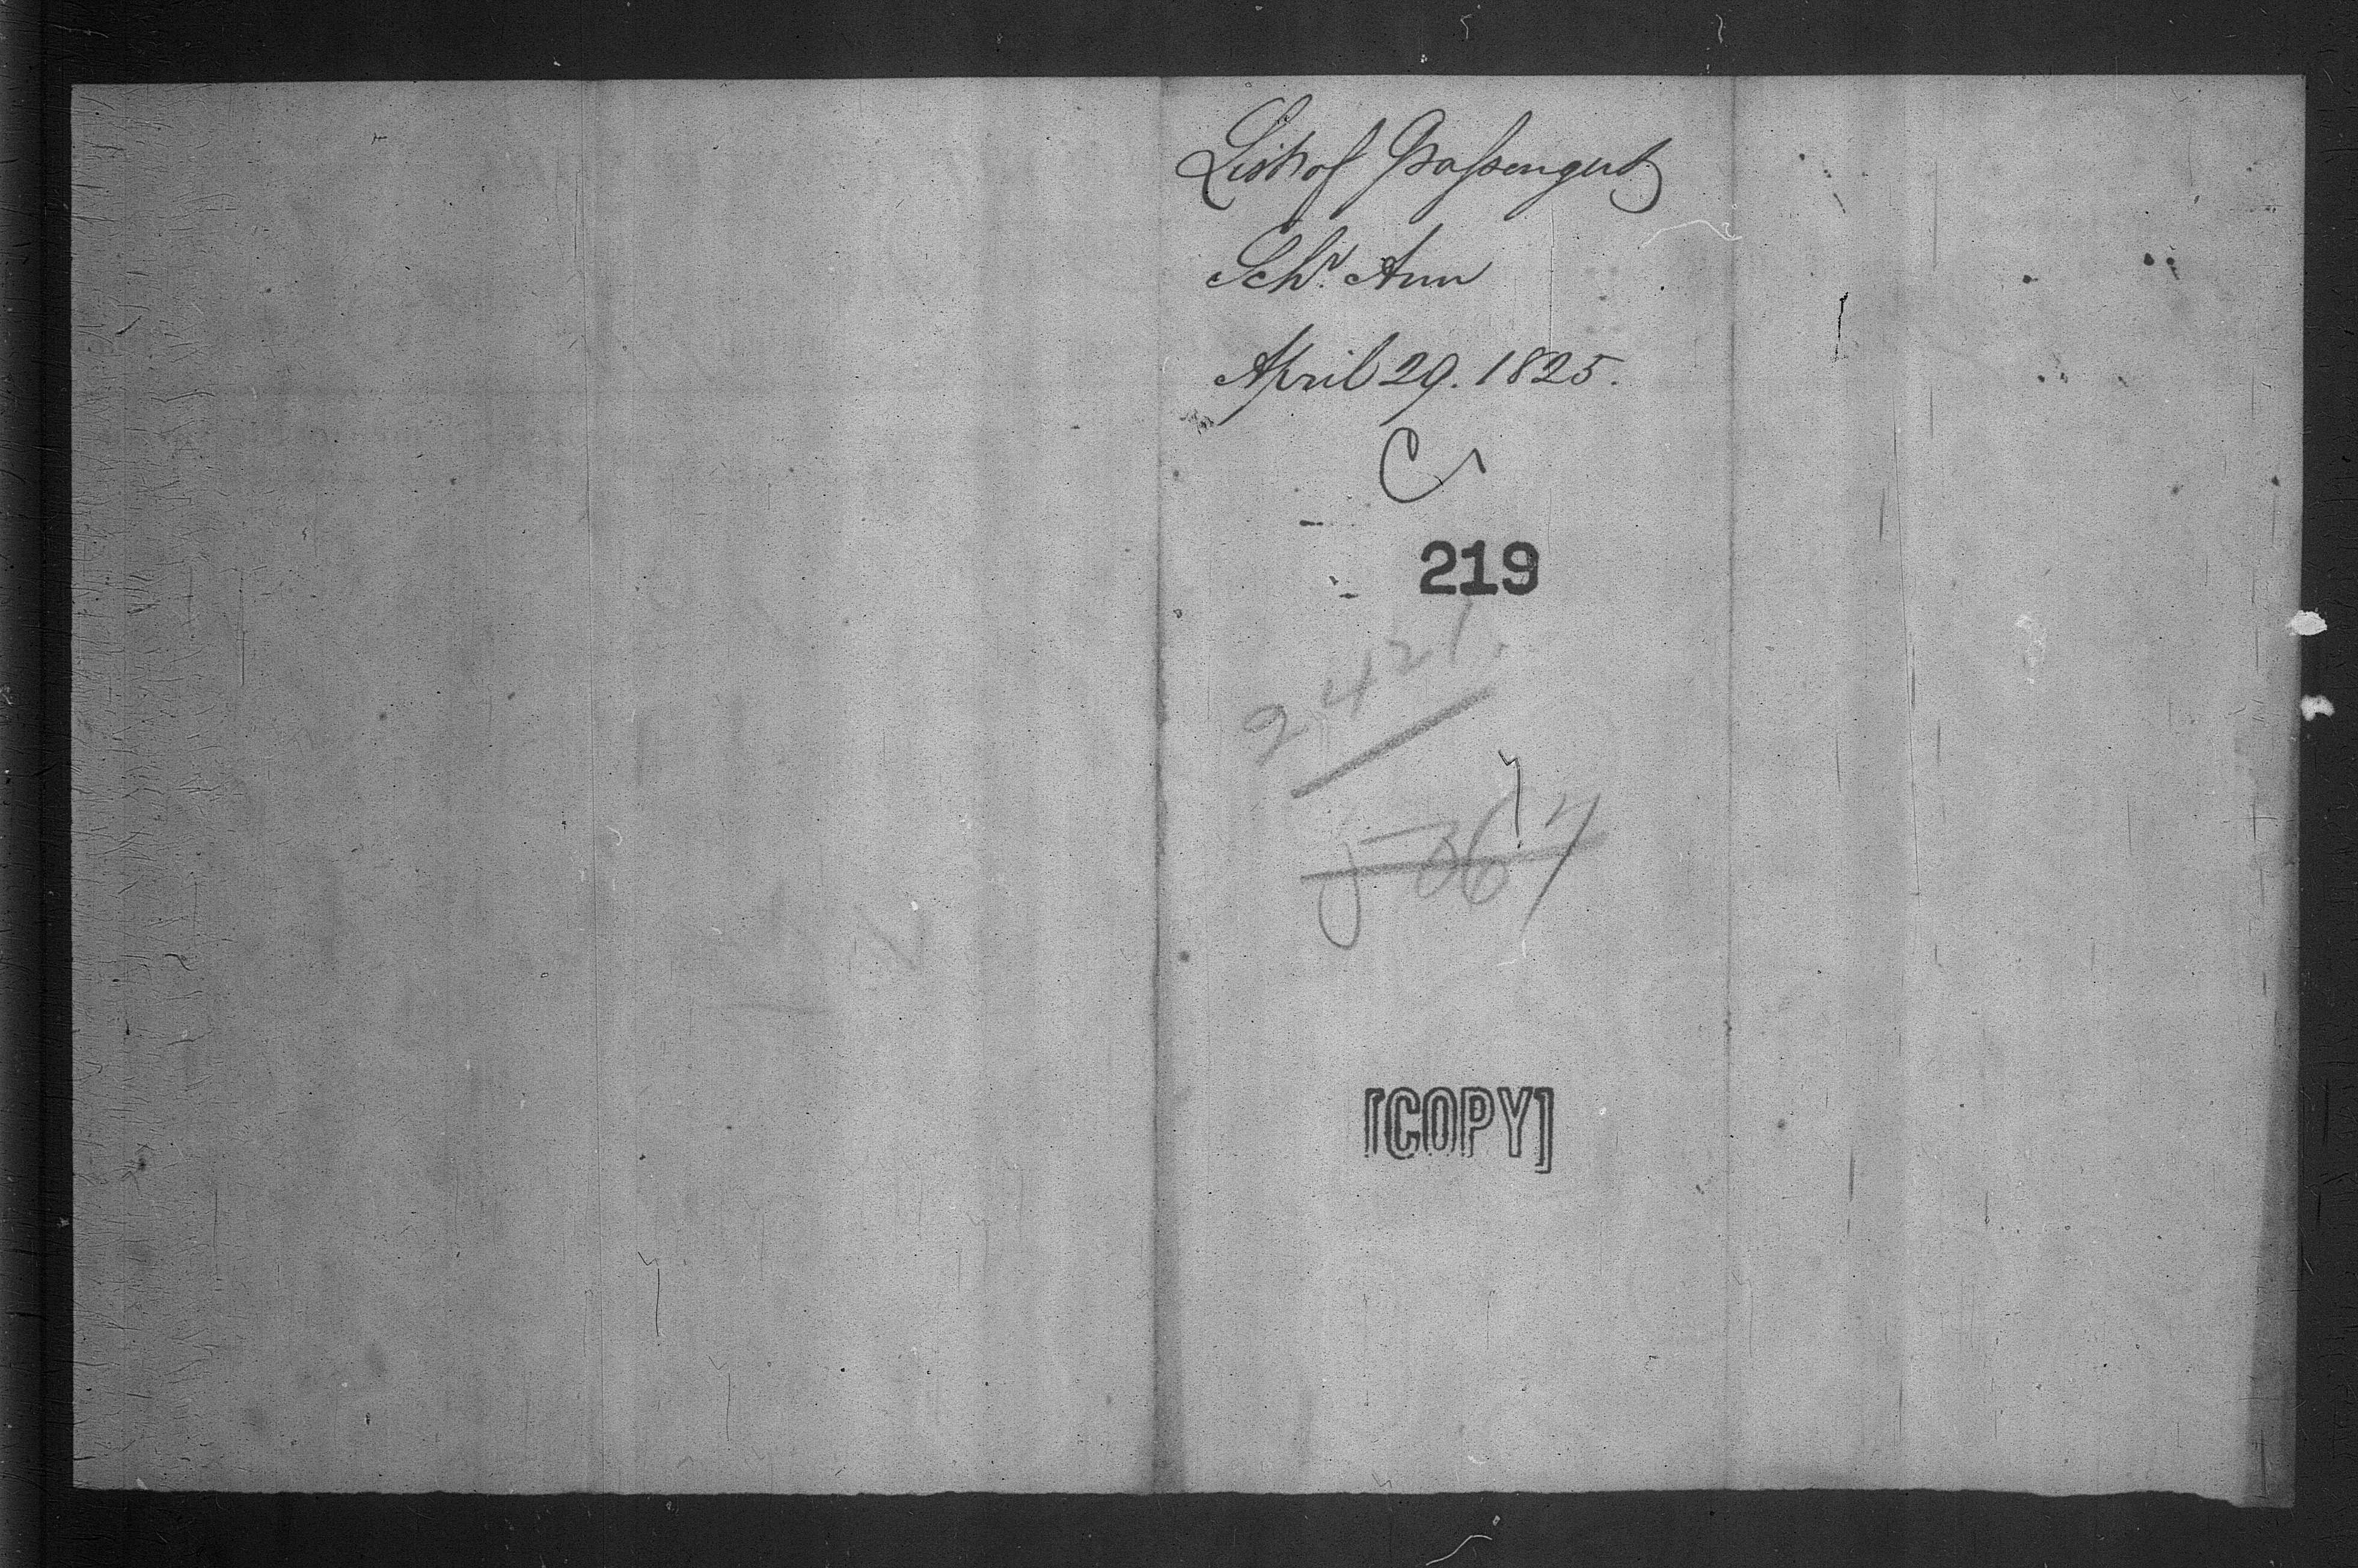 List of Passengers
Schr. Ann
April 29. 1825.
C
219
2421.
5067
[COPY]